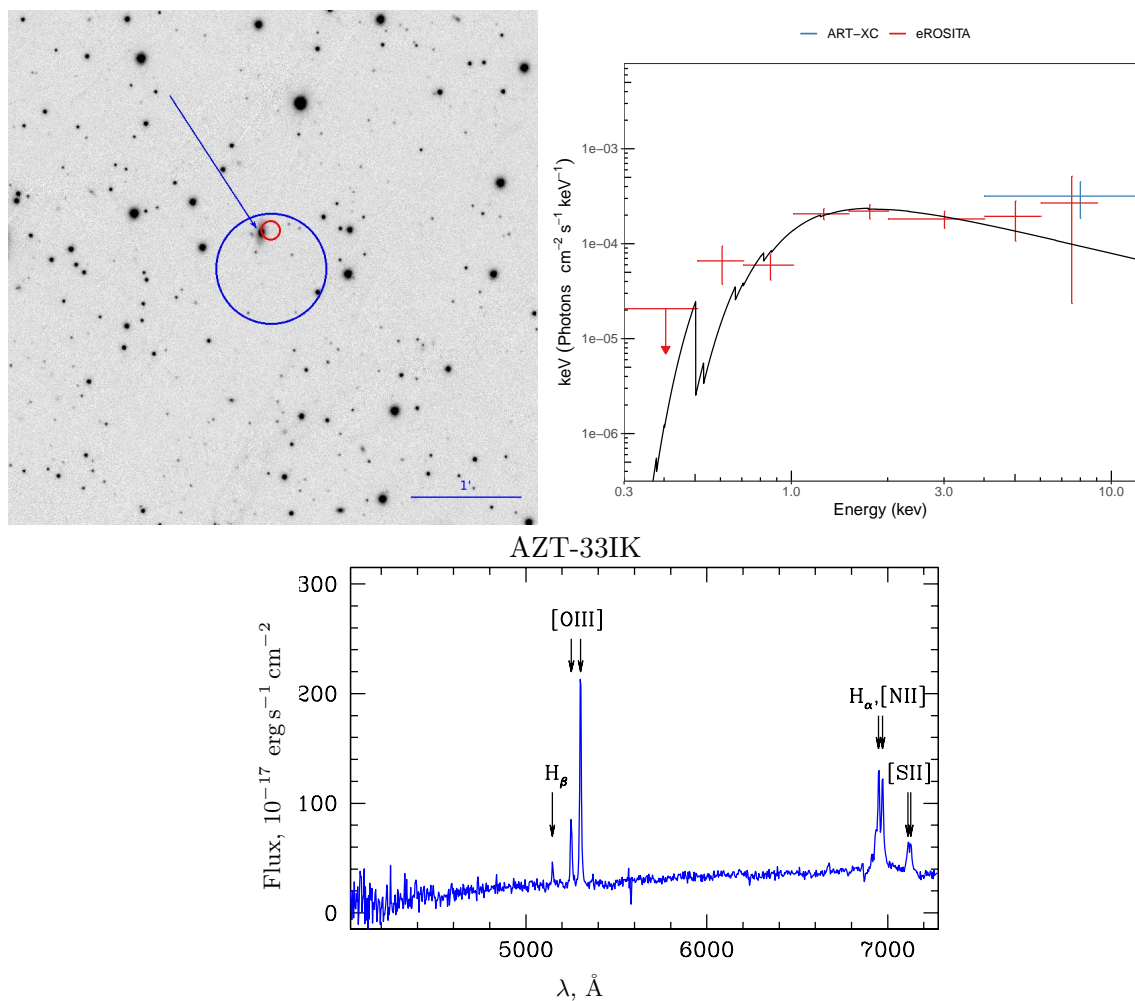 1'.
ART−XC eROSITA
1e−03
1e−04
1e−05
1e−06
keV (Photons cm−2 s−1 keV−1)
0.3 1.0 3.0 10.0
Energy (kev)
AZT-33IK
300
200
100
0
Flux, 10−17 erg s−1 cm−2
[OIII]
Hβ
Hα,[NII]
[SII]
5000 6000 7000
λ, Å